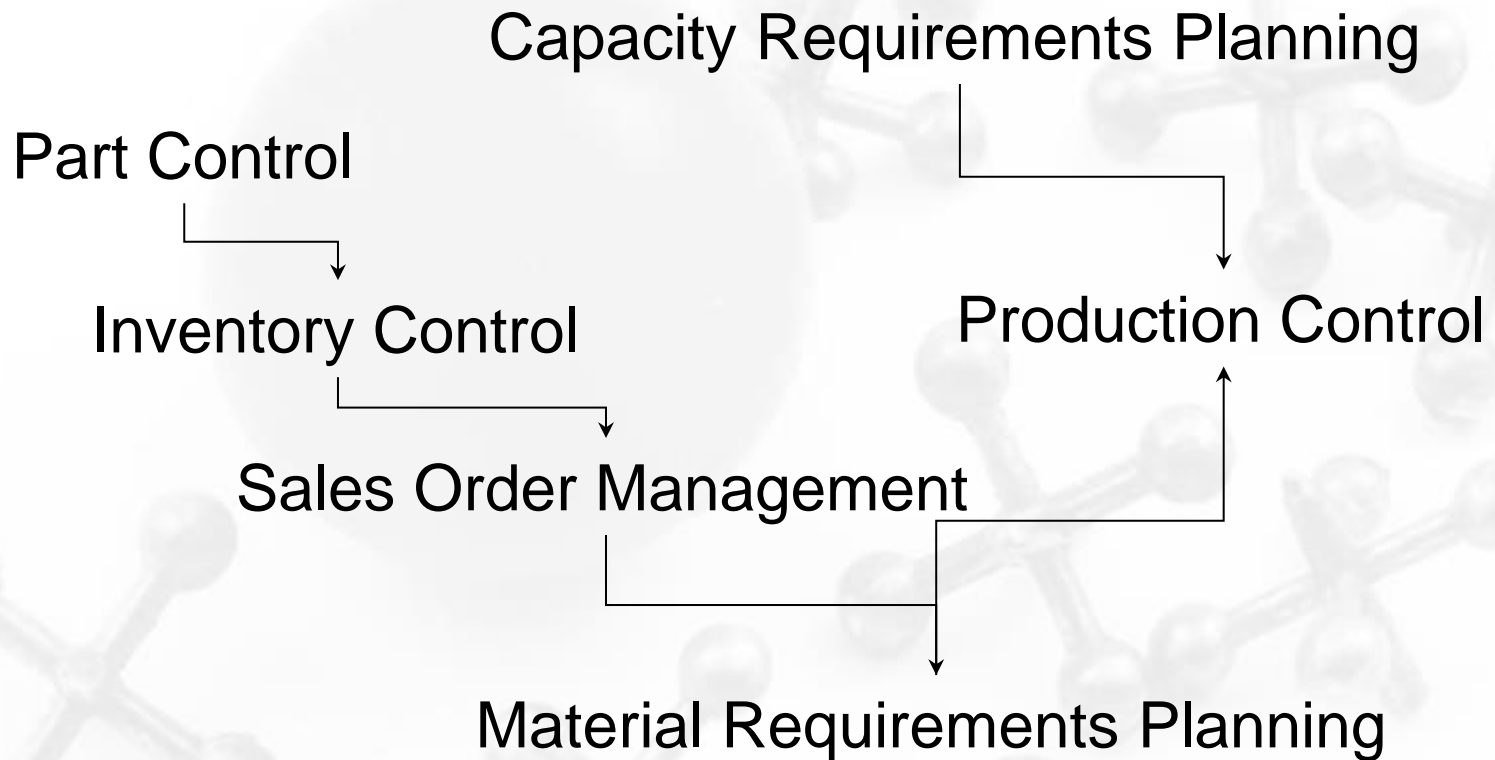 Capacity Requirements Planning
Part Control
Inventory Control
Production Control
Sales Order Management
Material Requirements Planning